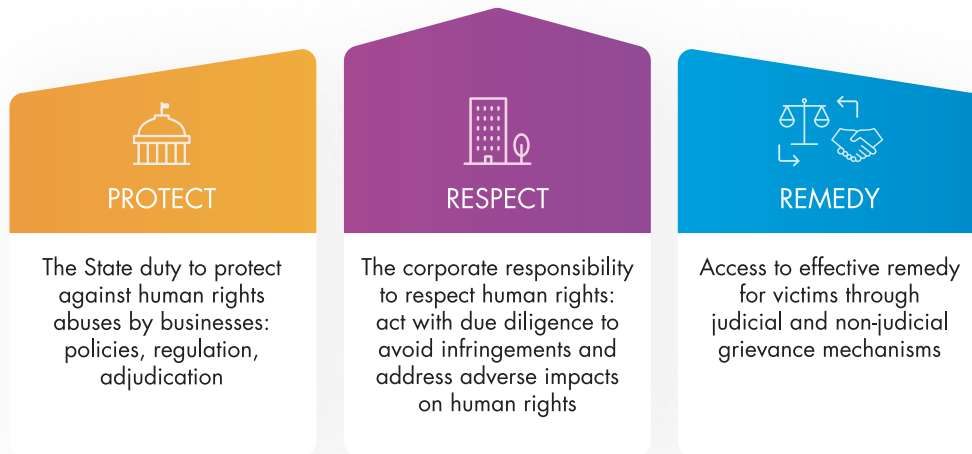 PROTECT
The State duty to protect
against human rights
abuses by businesses:
policies, regulation,
adjudication
RESPECT
The corporate responsibility
to respect human rights:
act with due diligence to
avoid infringements and
address adverse impacts
on human rights
REMEDY
Access to effective remedy
for victims through
judicial and non-judicial
grievance mechanisms